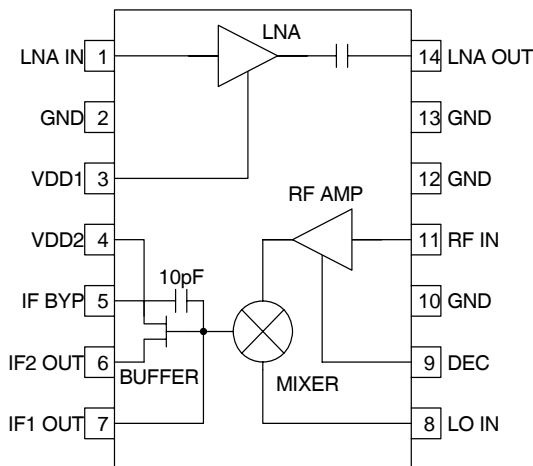 LNA
LNA IN 1
14 LNA OUT
GND 2
13 GND
VDD1 3
12 GND
RF AMP
VDD2 4
11 RF IN
10pF
IF BYP 5
10 GND
IF2 OUT 6
BUFFER
MIXER
9 DEC
IF1 OUT 7
8 LO IN